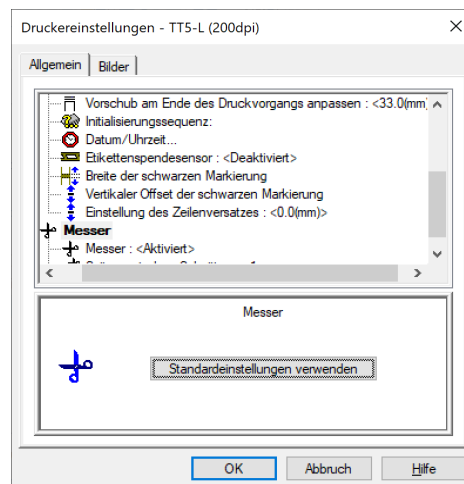 Druckereinstellungen - TT5-L (200dpi)
Allgemein
Bilder
Vorschub am Ende des Druckvorgangs anpassen : <33.0(mm)
Initialisierungssequenz:
Datum/Uhrzeit...
Etikettenspendesensor : <Deaktiviert>
Breite der schwarzen Markierung
Vertikaler Offset der schwarzen Markierung
Einstellung des Zeilenversatzes : <0.0(mm)>
Messer
Messer : <Aktiviert>
Messer
Standardeinstellungen verwenden
OK
Abbruch
Hilfe